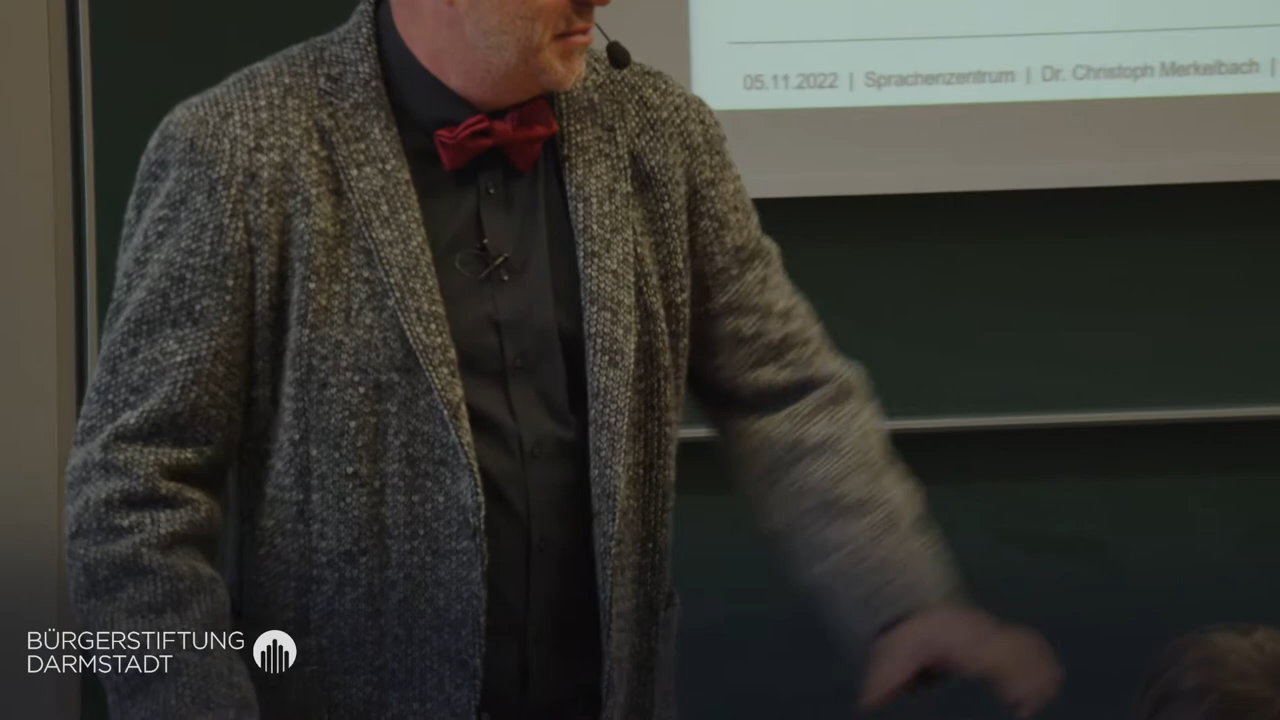 05.11.2022 | Sprachenzentrum | Dr. Christoph Merkelbach |
BÜRGERSTIFTUNG
DARMSTADT